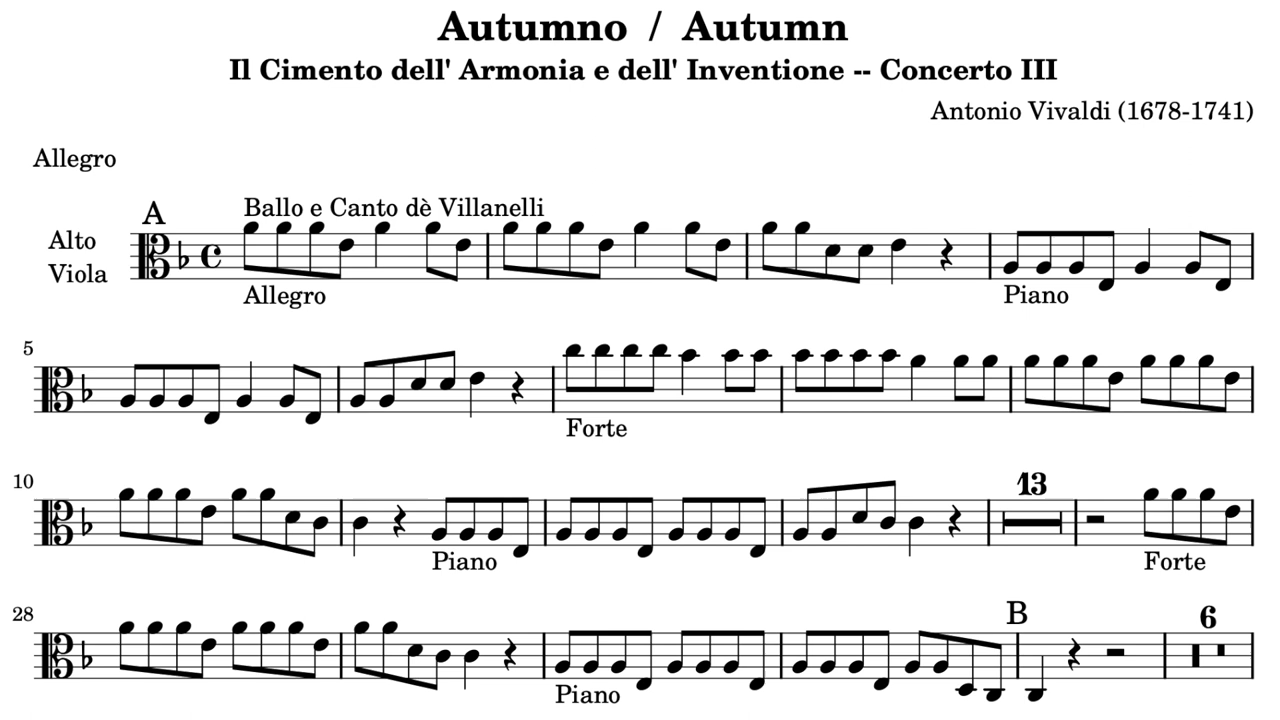 Autumno / Autumn
Il Cimento dell' Armonia e dell' Inventione -- Concerto III
Antonio Vivaldi (1678-1741)
Allegro
A
Ballo e Canto dè Villanelli
Alto
Viola
Allegro
Piano
5
Forte
10
13
Piano
Forte
28
B
6
Piano